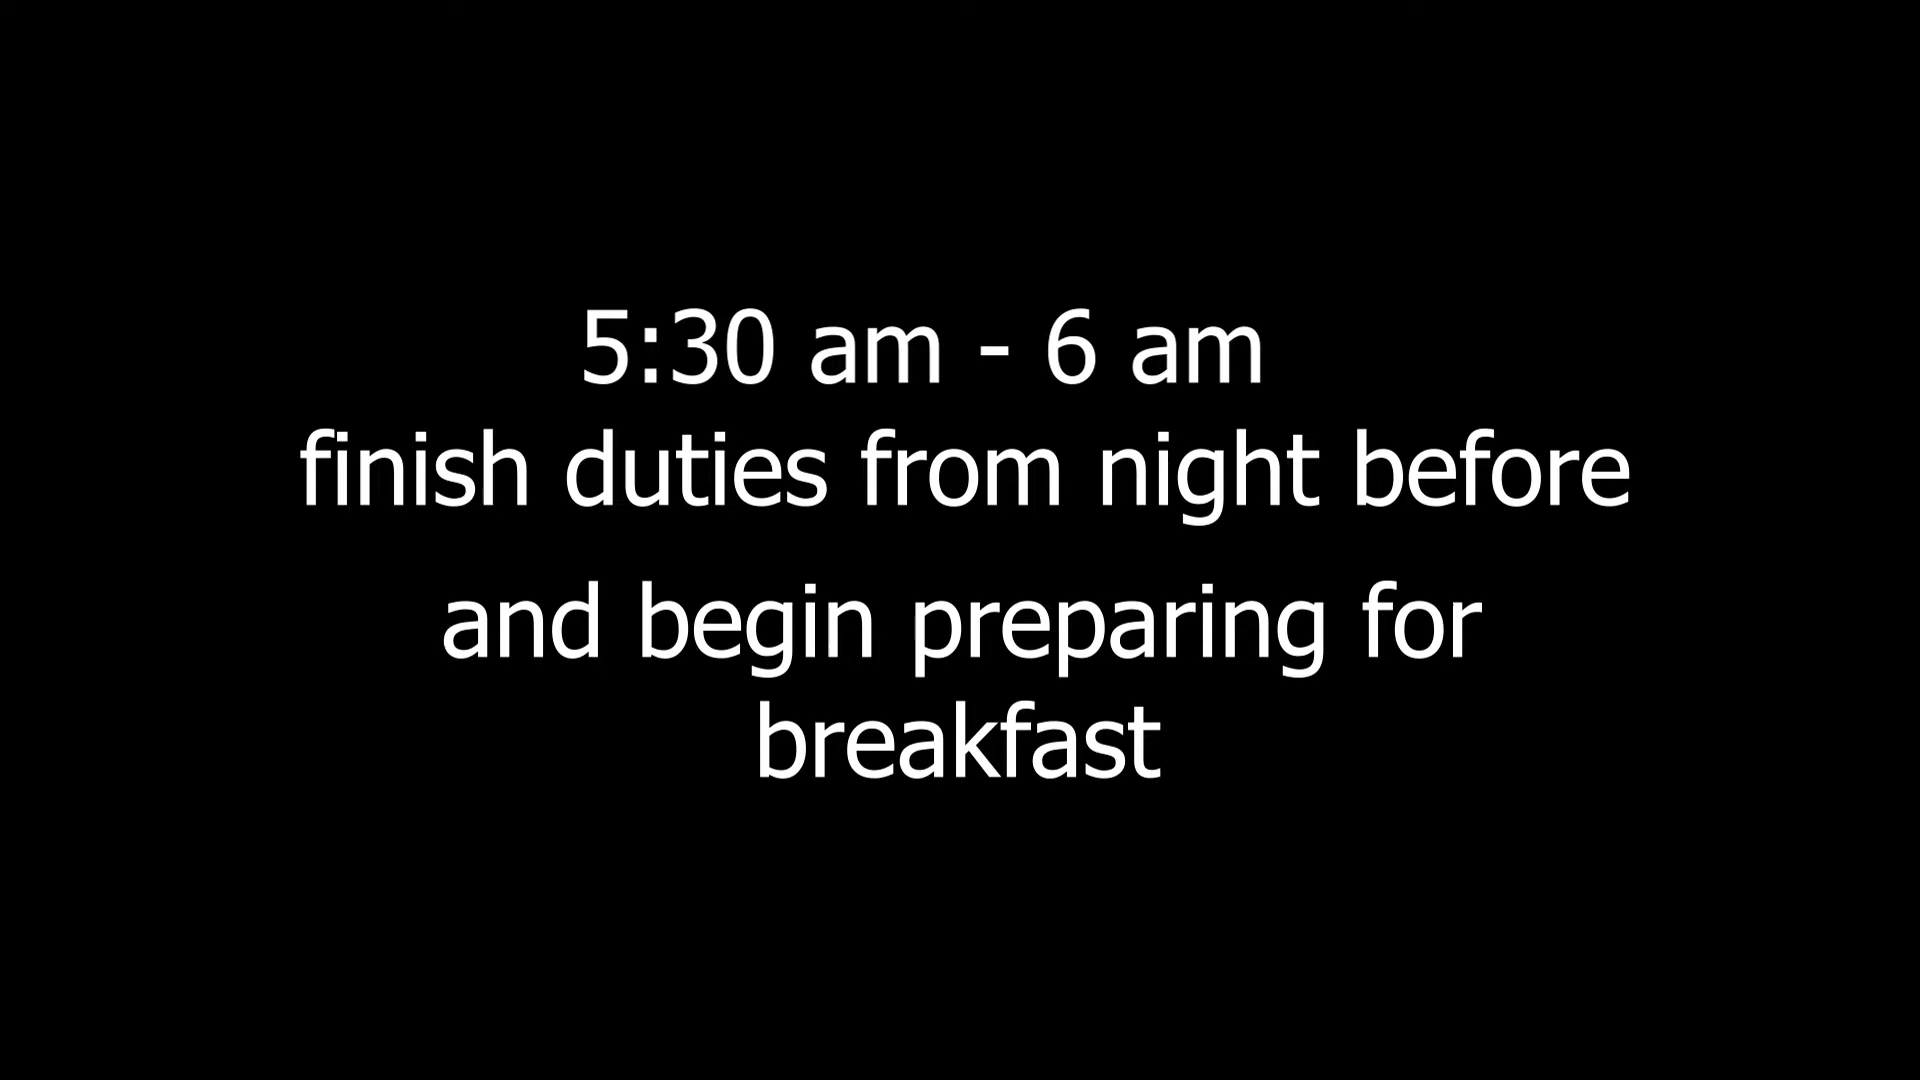 5:30 am - 6 am
finish duties from night before
and begin preparing for
breakfast